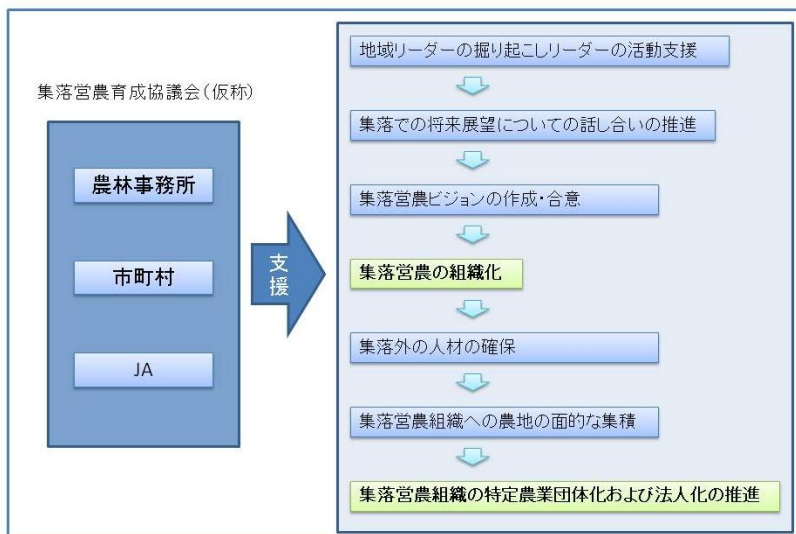 集落営農育成協議会(仮称)
農林事務所
市町村
JA
支援
地域リーダーの掘り起こしリーダーの活動支援
集落での将来展望についての話し合いの推進
集落営農ビジョンの作成・合意
集落営農の組織化
集落外の人材の確保
集落営農組織への農地の面的な集積
集落営農組織の特定農業団体化および法人化の推進